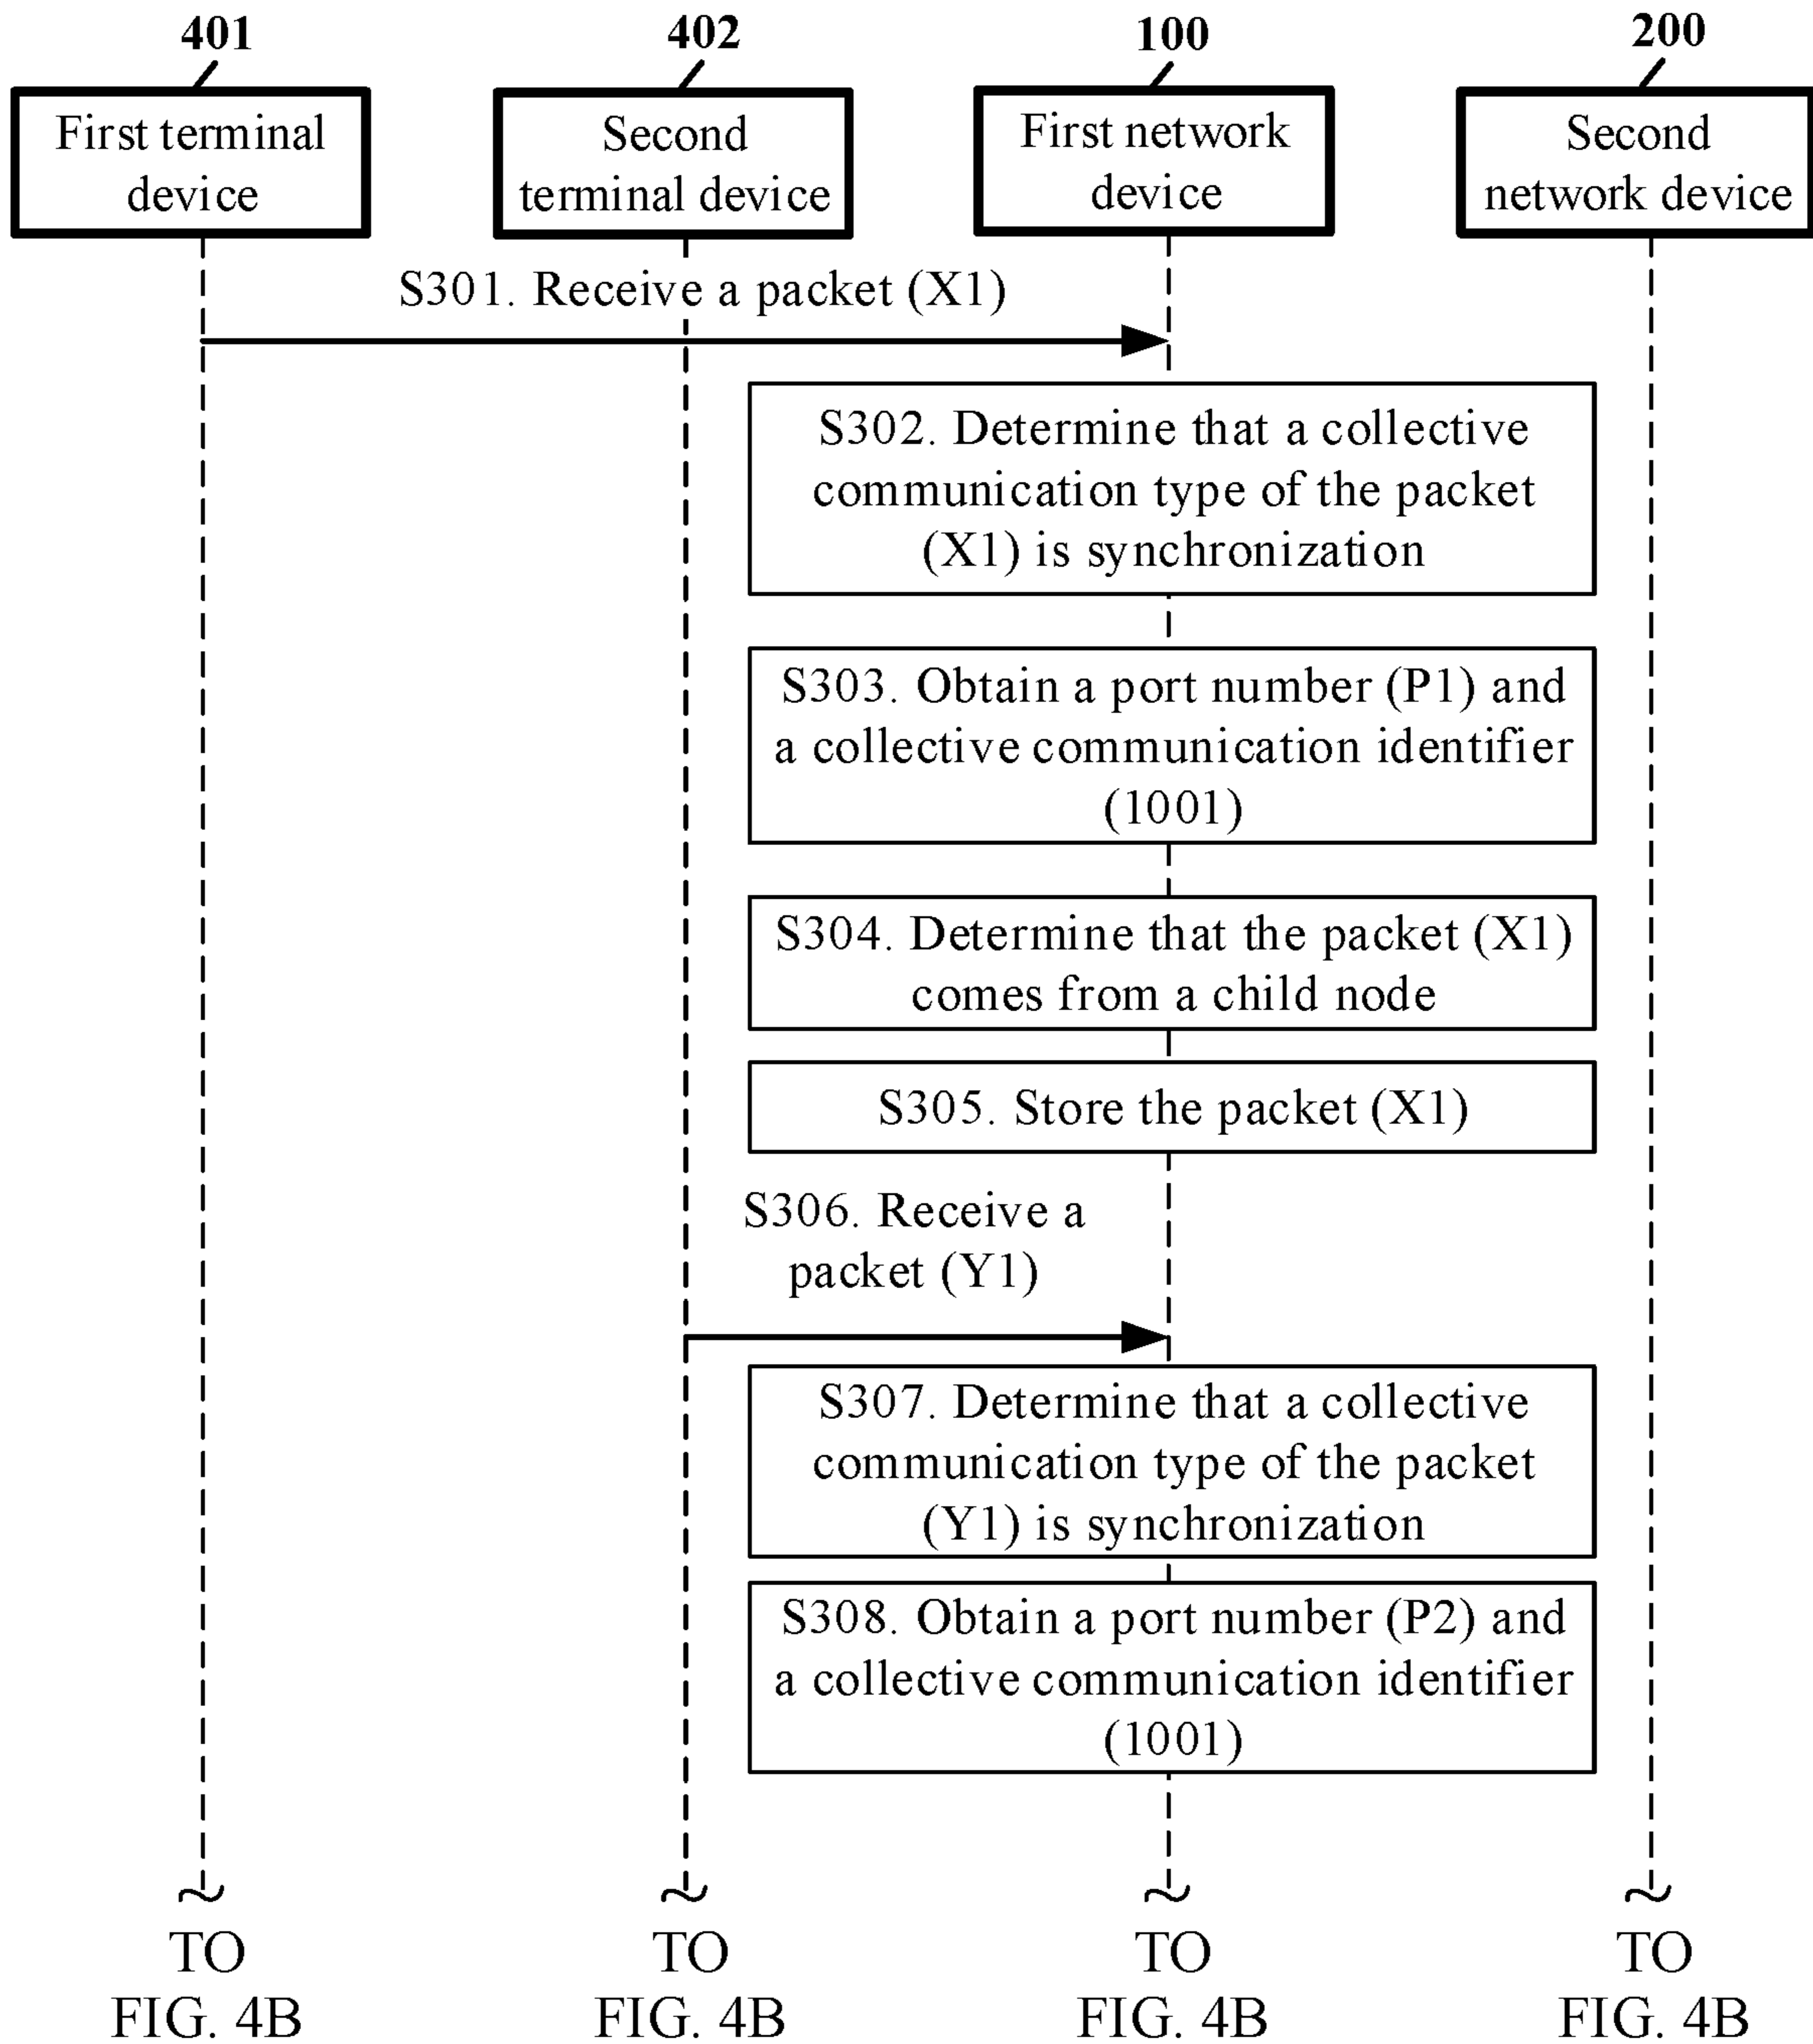 401
402
100
200
First terminal
device
Second
terminal device
First network
device
Second
network device
S301. Receive a packet (X1)
S302. Determine that a collective
communication type of the packet
(X1) is synchronization
S303. Obtain a port number (P1) and
a collective communication identifier
(1001)
S304. Determine that the packet (X1)
comes from a child node
S305. Store the packet (X1)
S306. Receive a
packet (Y1)
S307. Determine that a collective
communication type of the packet
(Y1) is synchronization
S308. Obtain a port number (P2) and
a collective communication identifier
(1001)
TO
FIG. 4B
TO
FIG. 4B
TO
FIG. 4B
TO
FIG. 4B